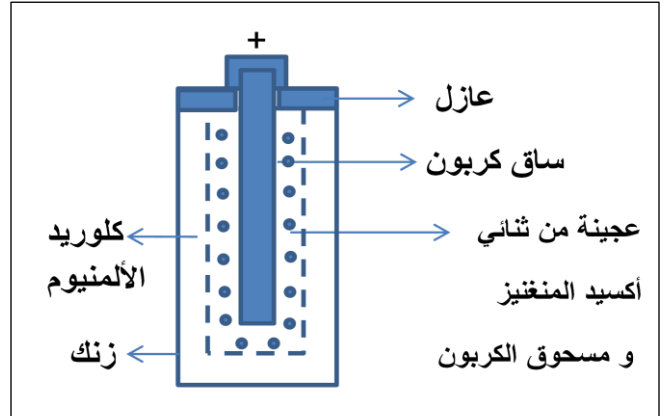 +
عازل
ساق كربون
عجينة من ثنائي
أكسيد المنغنيز
و مسحوق الكربون
كلوريد
الألمنيوم
زنك